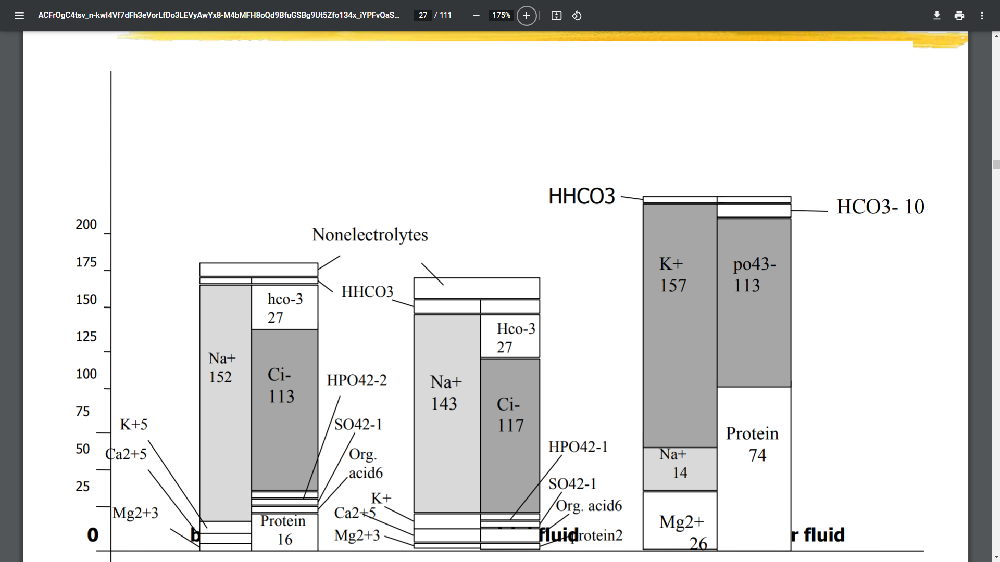 ACFrOgC4tsv_n-kwl4Vf7dFh3eVorLfDo3LEVyAwYx8-M4bMFH8oQd9BfuGSBg9Ut5Zfo134x_iYPFvQaS...
27 / 111
175%
HHCO3
HCO3- 10
200
Nonelectrolytes
175
K+
157
po43-
113
HHCO3
150
hco-3
27
125
Hco-3
27
Na+
152
100
Ci-
113
HPO42-2
Na+
143
Ci-
117
75
K+5
SO42-1
Protein
74
50
Ca2+5
Org.
acid6
HPO42-1
Na+
14
25
SO42-1
K+
Org. acid6
Mg2+3
Ca2+5
Protein
16
Mg2+
26
0
b
Mg2+3
fluid
protein2
r fluid